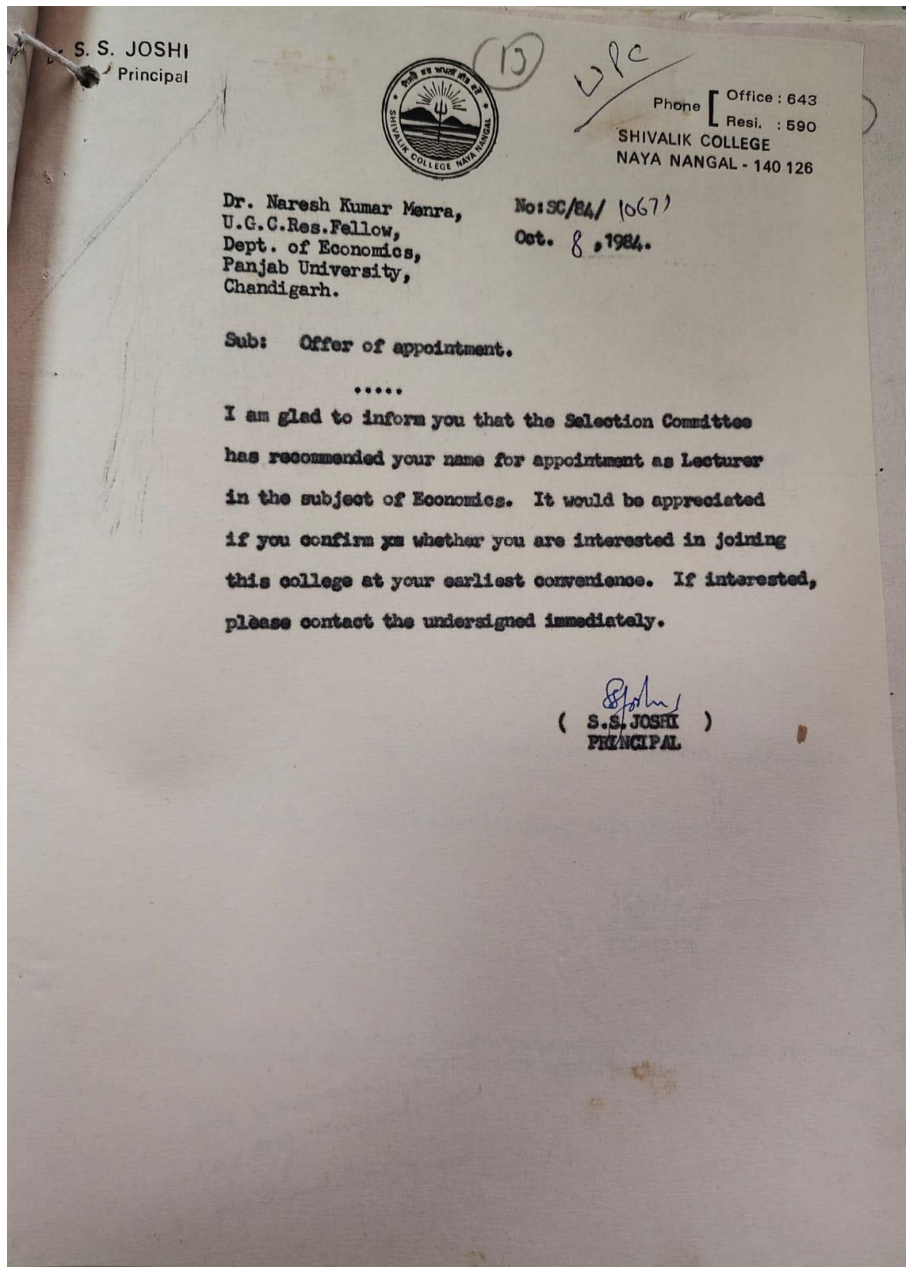 S. S. JOSHI
Principal
13
UPC
Phone
Office : 643
Resi. : 590
SHIVALIK COLLEGE
NAYA NANGAL - 140 126
SHIVALIK COLLEGE NAYA NANGAL
Dr. Naresh Kumar Menra,
U.G.C.Res.Fellow,
Dept. of Economics,
Panjab University,
Chandigarh.
No:SC/84/
Oct. 8 ,1984.
Sub: Offer of appointment.
.....
I am glad to inform you that the Selection Committee
has recommended your name for appointment as Lecturer
in the subject of Economics. It would be appreciated
if you confirm xm whether you are interested in joining
this college at your earliest convenience. If interested,
please contact the undersigned immediately.
( S.S. JOSHI )
PRINCIPAL